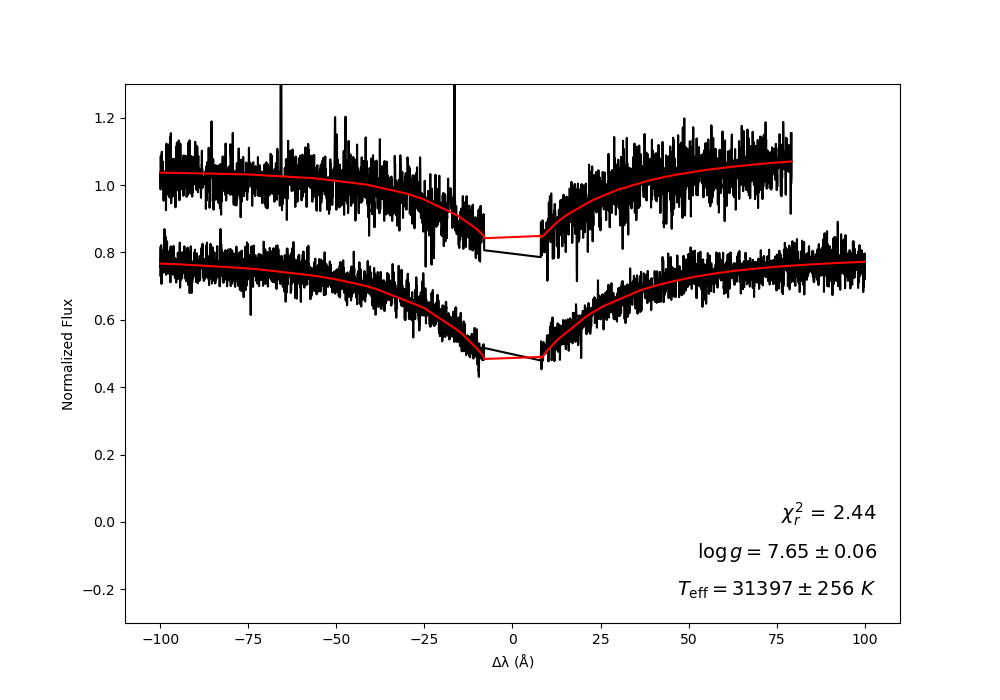 1.2
1.0
0.8
0.6
0.4
0.2
0.0
−0.2
Normalized Flux
χ²ᵣ = 2.44
log g = 7.65 ± 0.06
T_eff = 31397 ± 256 K
−100 −75 −50 −25 0 25 50 75 100
Δλ (Å)